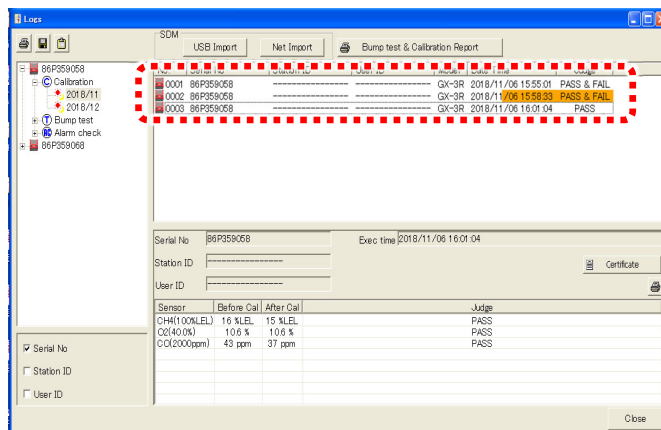 Logs
SDM
USB Import Net Import Bump test & Calibration Report
86P359058
Calibration
2018/11
2018/12
Bump test
Alarm check
86P359068
No. Serial No Station ID User ID Model Date Time Judge
0001 86P359058 ---------------- ---------------- GX-3R 2018/11/06 15:55:01 PASS & FAIL
0002 86P359058 ---------------- ---------------- GX-3R 2018/11/06 15:58:33 PASS & FAIL
0003 86P359058 ---------------- ---------------- GX-3R 2018/11/06 16:01:04 PASS
Serial No 86P359058 Exec time 2018/11/06 16:01:04
Station ID ----------------
Certificate
User ID ----------------
Sensor Before Cal After Cal Judge
CH4(100%LEL) 16 %LEL 15 %LEL PASS
O2(40.0%) 10.6 % 10.6 % PASS
CO(2000ppm) 43 ppm 37 ppm PASS
Serial No
Station ID
User ID
Close